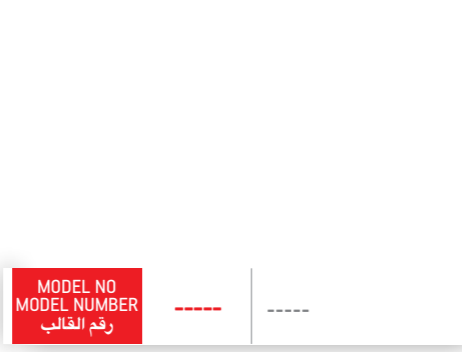 MODEL NO
MODEL NUMBER
رقم القالب
----- -----